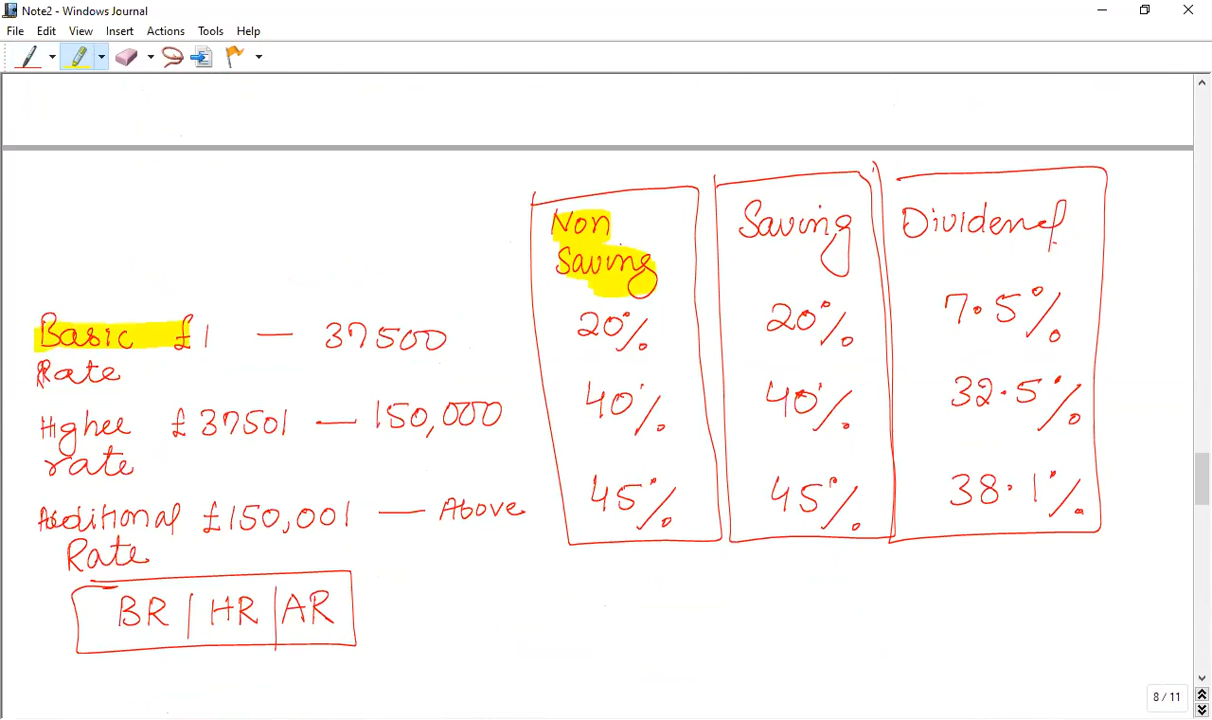 Note2 - Windows Journal
File Edit View Insert Actions Tools Help
Non Saving Dividend
Saving
Basic £1 — 37500 20% 20% 7.5%
Rate
Higher £37501 — 150,000 40% 40% 32.5%
rate
Additional £150,001 — Above 45% 45% 38.1%
Rate
BR | HR | AR
8 / 11